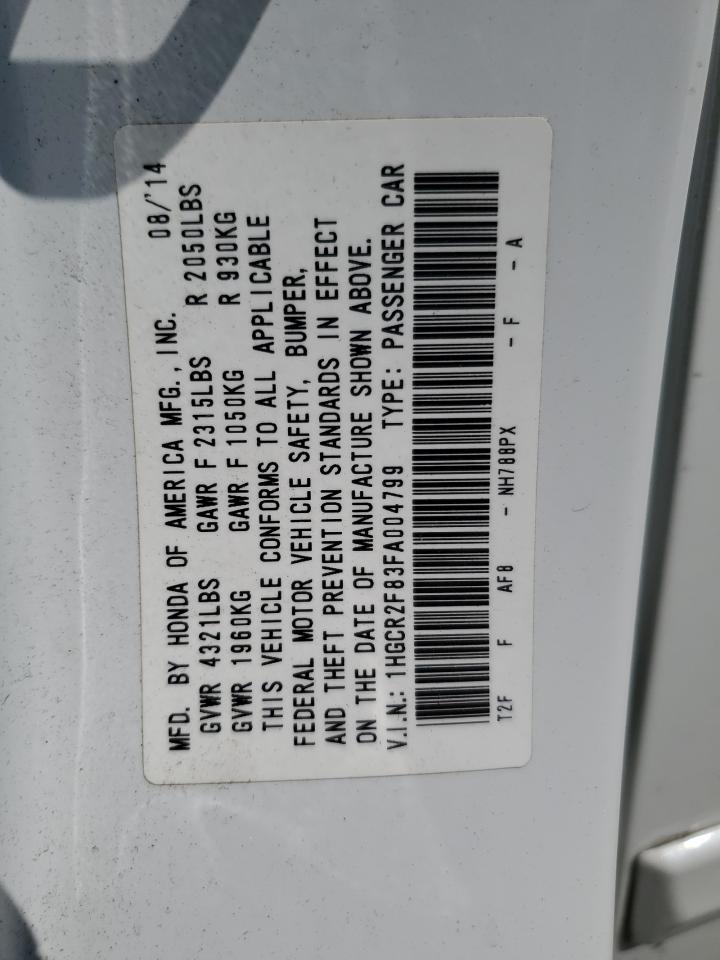 MFD. BY HONDA OF AMERICA MFG., INC. 08/'14
GVWR 4321LBS GAWR F 2315LBS R 2050LBS
GVWR 1960KG GAWR F 1050KG R 930KG
THIS VEHICLE CONFORMS TO ALL APPLICABLE
FEDERAL MOTOR VEHICLE SAFETY, BUMPER,
AND THEFT PREVENTION STANDARDS IN EFFECT
ON THE DATE OF MANUFACTURE SHOWN ABOVE.
V.I.N.: 1HGCR2F83FA004799 TYPE: PASSENGER CAR
T2F F AF8 - NH788PX - F - A